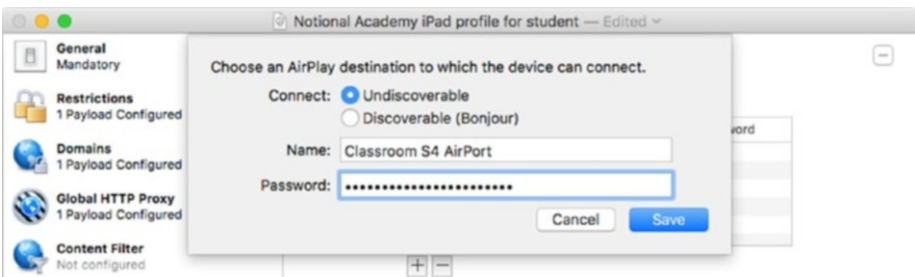 Notional Academy iPad profile for student — Edited
General
Mandatory
Restrictions
1 Payload Configured
Domains
1 Payload Configured
Global HTTP Proxy
1 Payload Configured
Content Filter
Not configured
Choose an AirPlay destination to which the device can connect.
Connect: Undiscoverable
Discoverable (Bonjour)
Name: Classroom S4 AirPort
Password: •••••••••••••••••••••••
Cancel Save